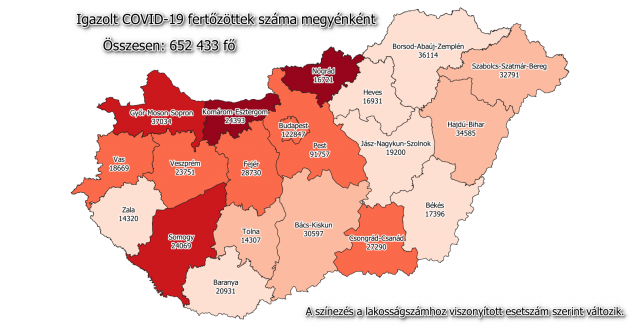 Igazolt COVID-19 fertőzöttek száma megyénként
Összesen: 652 433 fő
Borsod-Abaúj-Zemplén
36114
Szabolcs-Szatmár-Bereg
32791
Nógrád
16721
Heves
16931
Győr-Moson-Sopron
37034
Komárom-Esztergom
24393
Budapest
122847
Hajdú-Bihar
34585
Pest
91757
Jász-Nagykun-Szolnok
19200
Vas
18669
Veszprém
23751
Fejér
28730
Zala
14320
Békés
17396
Somogy
24069
Tolna
14307
Bács-Kiskun
30597
Csongrád-Csanád
27290
Baranya
20931
A színezés a lakosságszámhoz viszonyított esetszám szerint változik.